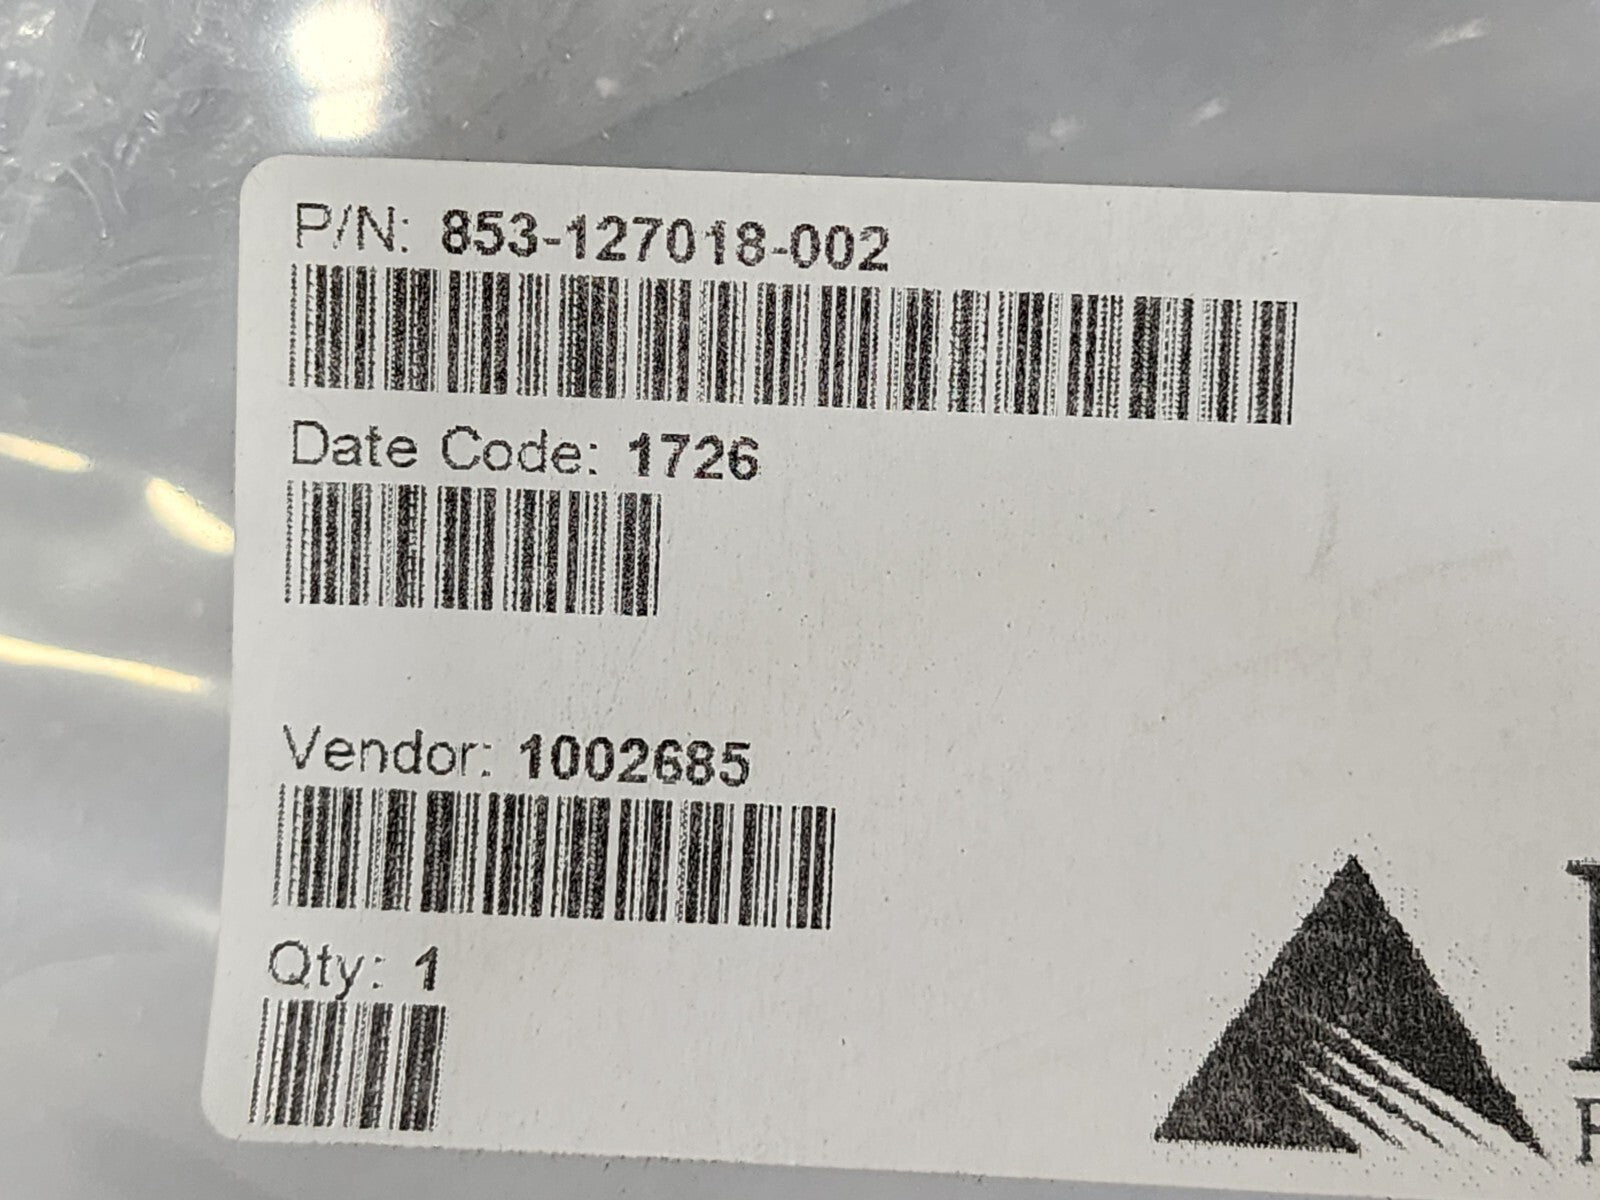 P/N: 853-127018-002
Date Code: 1726
Vendor: 1002685
Qty: 1